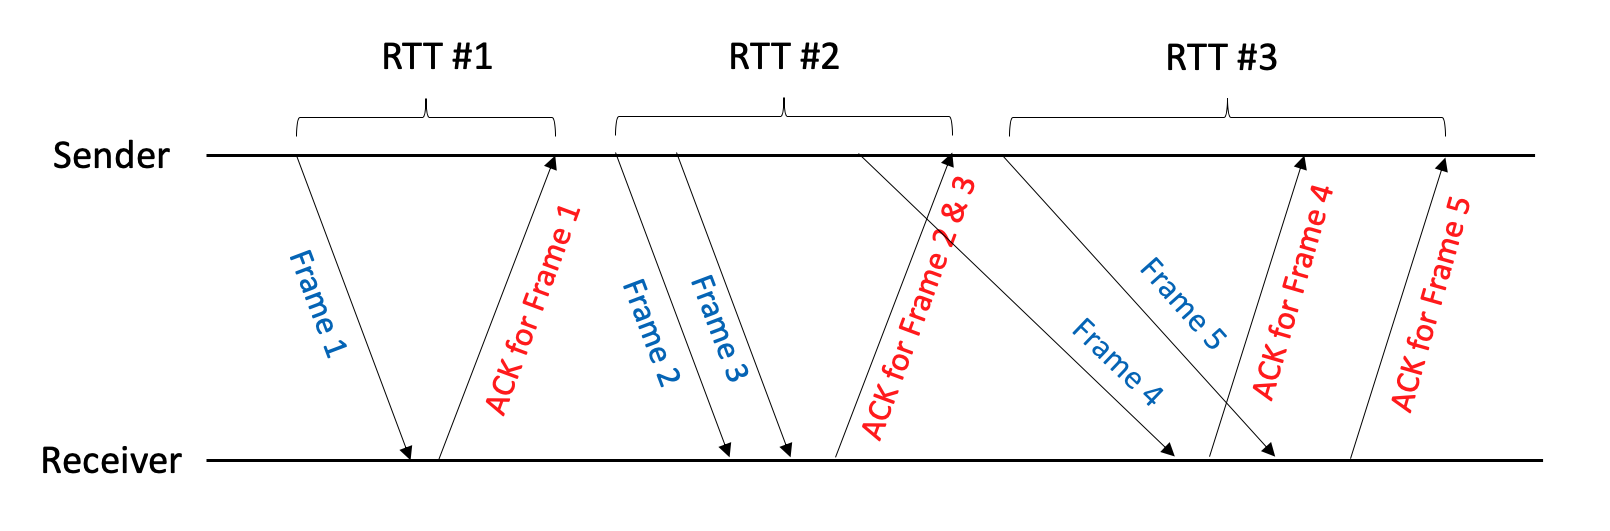 RTT #1
RTT #2
RTT #3
Sender
Frame 1
ACK for Frame 1
Frame 2
Frame 3
ACK for Frame 2 & 3
Frame 4
Frame 5
ACK for Frame 4
ACK for Frame 5
Receiver